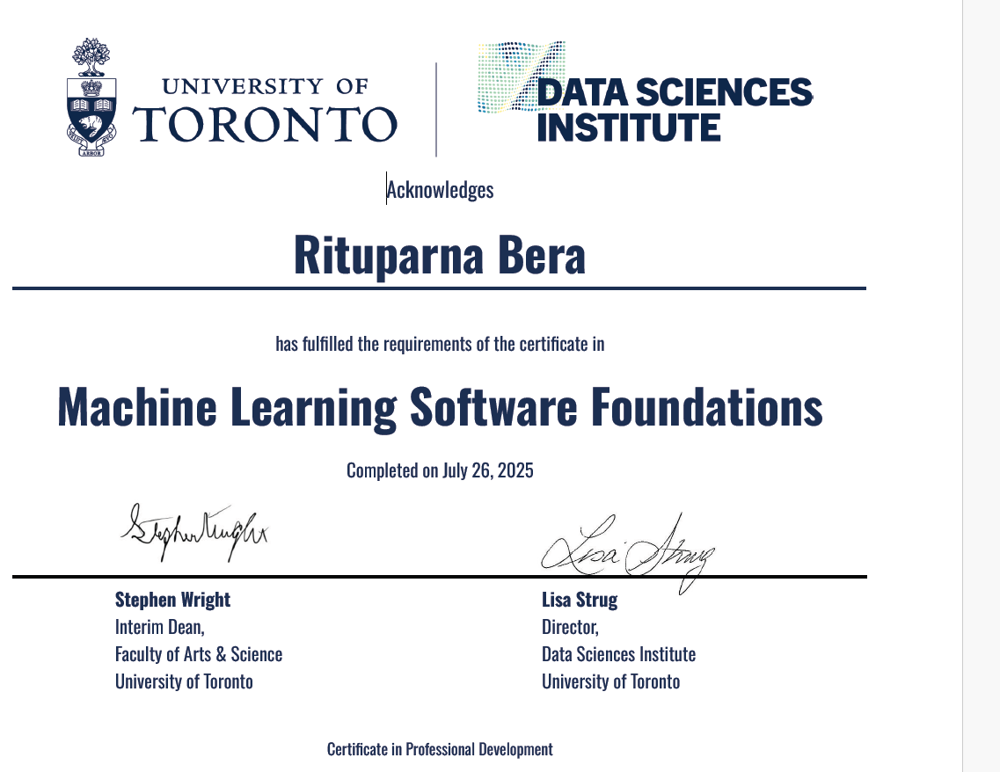 UNIVERSITY OF
TORONTO
DATA SCIENCES
INSTITUTE
ARBOR
Acknowledges
Rituparna Bera
has fulfilled the requirements of the certificate in
Machine Learning Software Foundations
Completed on July 26, 2025
Stephen Wright
Lisa Strug
Stephen Wright
Interim Dean,
Faculty of Arts & Science
University of Toronto
Lisa Strug
Director,
Data Sciences Institute
University of Toronto
Certificate in Professional Development